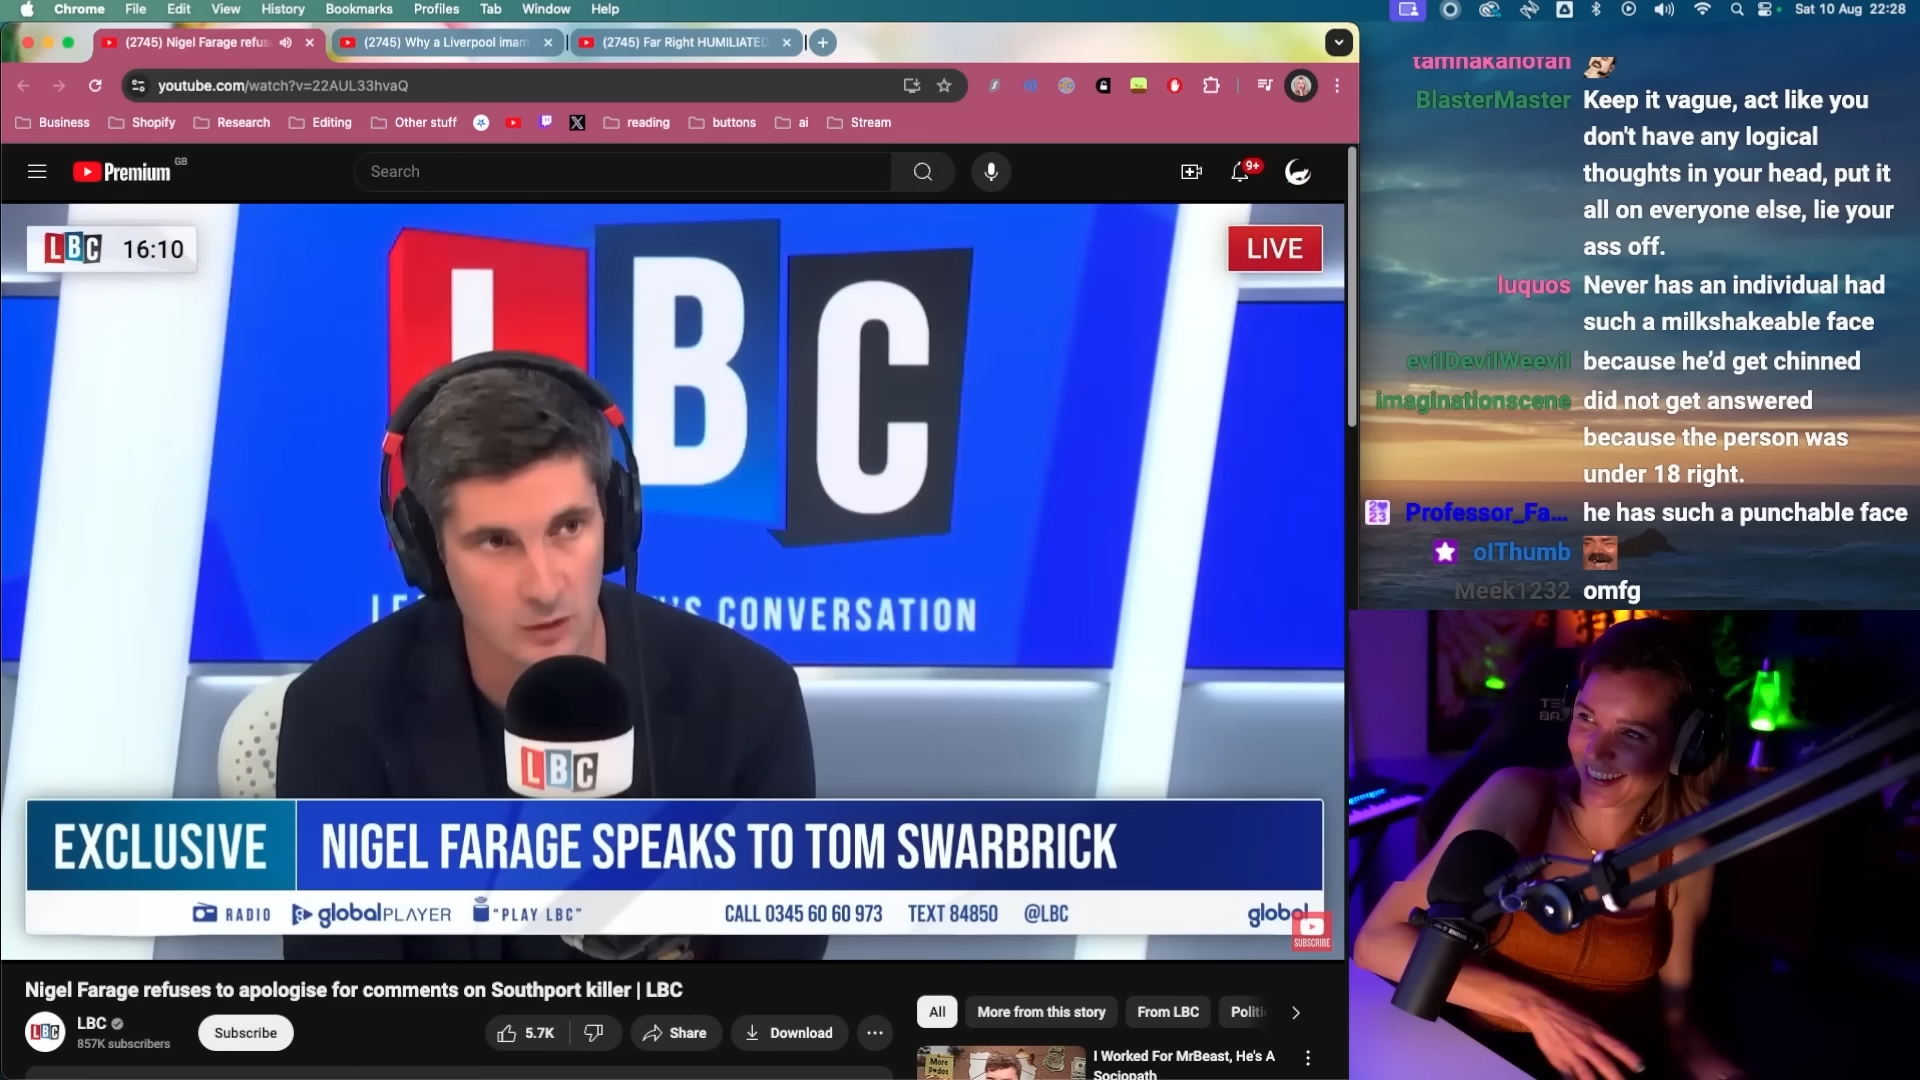 Chrome File Edit View History Bookmarks Profiles Tab Window Help
Sat 10 Aug 22:28
(2745) Nigel Farage refus
(2745) Why a Liverpool imam
(2745) Far Right HUMILIATED
youtube.com/watch?v=22AUL33hvaQ
Business Shopify Research Editing Other stuff reading buttons ai Stream
Premium GB
Search
9+
LBC 16:10
LIVE
LBC
CONVERSATION
LBC
EXCLUSIVE
NIGEL FARAGE SPEAKS TO TOM SWARBRICK
RADIO globalPLAYER "PLAY LBC" CALL 0345 60 60 973 TEXT 84850 @LBC global
SUBSCRIBE
Nigel Farage refuses to apologise for comments on Southport killer | LBC
LBC
LBC
857K subscribers
Subscribe
5.7K
Share
Download
All
More from this story
From LBC
I Worked For MrBeast, He's A
Sociopath
tamnakanofan
BlasterMaster Keep it vague, act like you
don't have any logical
thoughts in your head, put it
all on everyone else, lie your
ass off.
luquos Never has an individual had
such a milkshakeable face
evilDevilWeevil because he'd get chinned
imaginationscene did not get answered
because the person was
under 18 right.
Professor_Fa... he has such a punchable face
olThumb
Meek1232 omfg